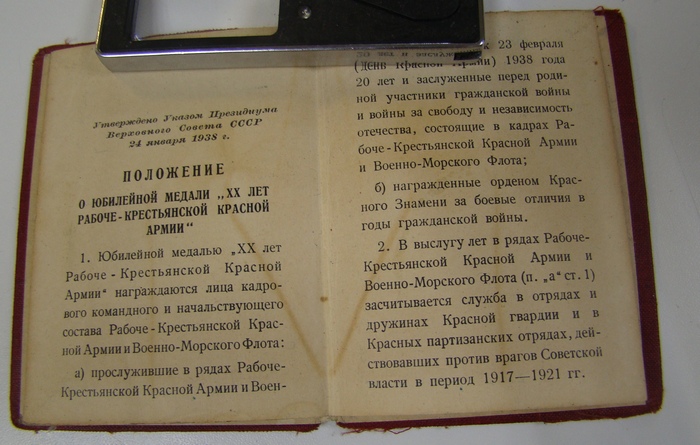 Утверждено Указом Президиума
Верховного Совета СССР
24 января 1938 г.
ПОЛОЖЕНИЕ
О ЮБИЛЕЙНОЙ МЕДАЛИ „XX ЛЕТ
РАБОЧЕ-КРЕСТЬЯНСКОЙ КРАСНОЙ
АРМИИ“
1. Юбилейной медалью „XX лет
Рабоче - Крестьянской Красной
Армии“ награждаются лица кадро-
вого командного и начальствующего
состава Рабоче - Крестьянской Крас-
ной Армии и Военно-Морского Флота:
а) прослужившие в рядах Рабоче-
Крестьянской Красной Армии и Воен-
к 23 февраля
(День Красной Армии) 1938 года
20 лет и заслуженные перед роди-
ной участники гражданской войны
и войны за свободу и независимость
отечества, состоящие в кадрах Ра-
боче-Крестьянской Красной Армии
и Военно-Морского Флота;
б) награжденные орденом Крас-
ного Знамени за боевые отличия в
годы гражданской войны.
2. В выслугу лет в рядах Рабоче-
Крестьянской Красной Армии и
Военно-Морского Флота (п. „а“ ст. 1)
засчитывается служба в отрядах и
дружинах Красной гвардии и в
Красных партизанских отрядах, дей-
ствовавших против врагов Советской
власти в период 1917—1921 гг.